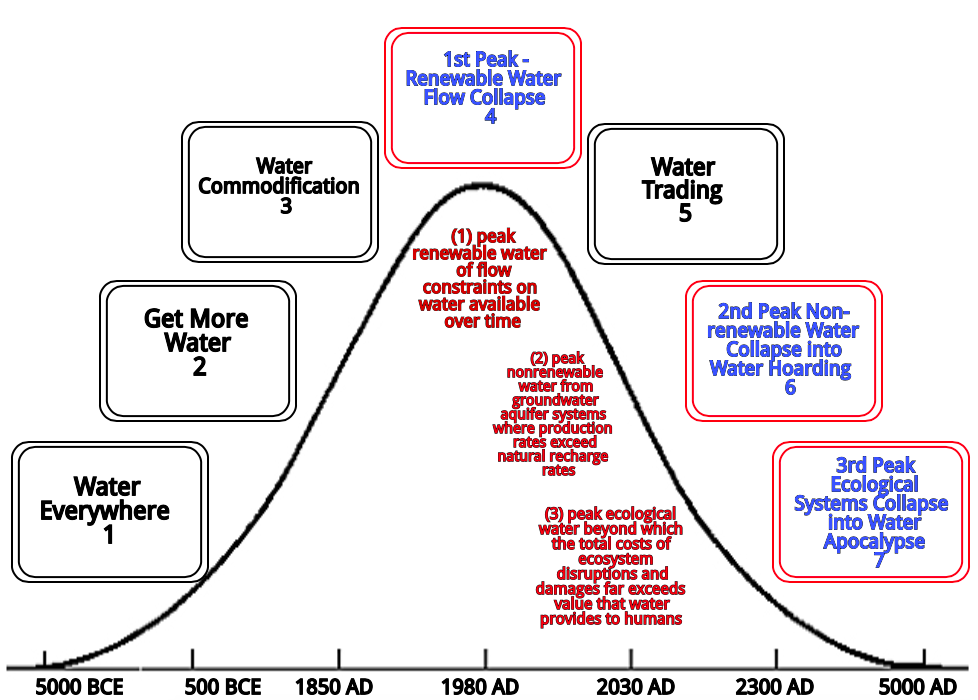 1st Peak -
Renewable Water
Flow Collapse
4
Water
Commodification
3
Water
Trading
5
(1) peak
renewable water
of flow
constraints on
water available
over time
Get More
Water
2
2nd Peak Non-
renewable Water
Collapse into
Water Hoarding
6
(2) peak
nonrenewable
water from
groundwater
aquifer systems
where production
rates exceed
natural recharge
rates
Water
Everywhere
1
3rd Peak
Ecological
Systems Collapse
into Water
Apocalypse
7
(3) peak ecological
water beyond which
the total costs of
ecosystem
disruptions and
damages far exceeds
value that water
provides to humans
5000 BCE 500 BCE 1850 AD 1980 AD 2030 AD 2300 AD 5000 AD